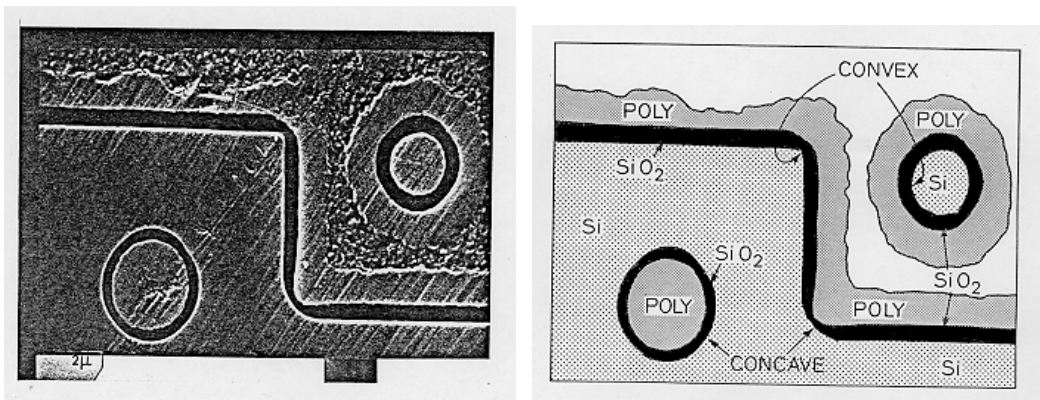 2μ
CONVEX
POLY
POLY
SiO2
Si
Si
SiO2
SiO2
POLY
POLY
CONCAVE
Si